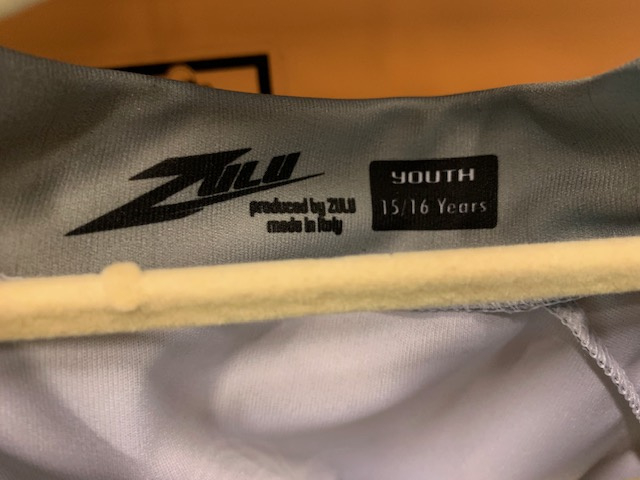 ZULU
produced by ZULU
made in Italy
YOUTH
15/16 Years